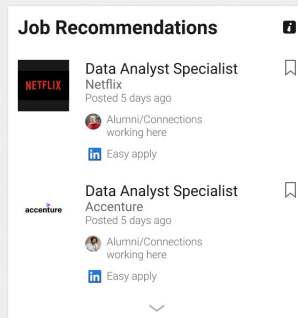 Job Recommendations
i
NETFLIX
Data Analyst Specialist
Netflix
Posted 5 days ago
Alumni/Connections
working here
in Easy apply
accenture
Data Analyst Specialist
Accenture
Posted 5 days ago
Alumni/Connections
working here
in Easy apply